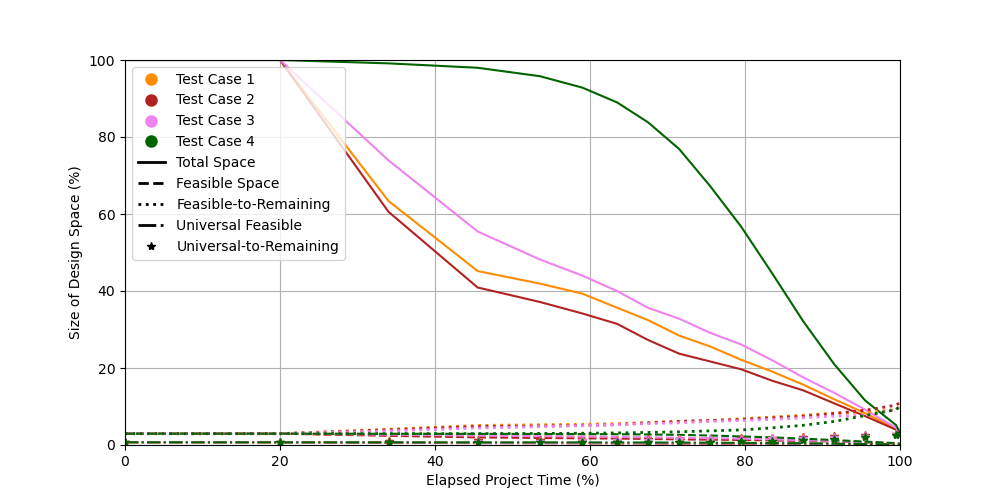 100
80
60
40
20
0
Size of Design Space (%)
Test Case 1
Test Case 2
Test Case 3
Test Case 4
Total Space
Feasible Space
Feasible-to-Remaining
Universal Feasible
Universal-to-Remaining
0 20 40 60 80 100
Elapsed Project Time (%)